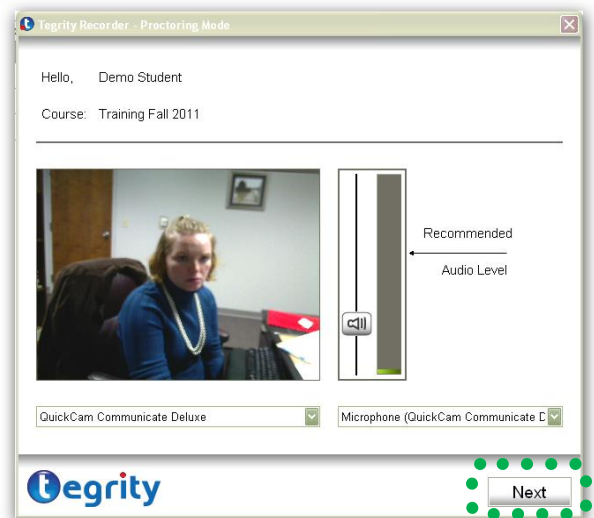 Tegrity Recorder - Proctoring Mode
Hello, Demo Student
Course: Training Fall 2011
Recommended
Audio Level
QuickCam Communicate Deluxe
Microphone (QuickCam Communicate D
tegrity
Next